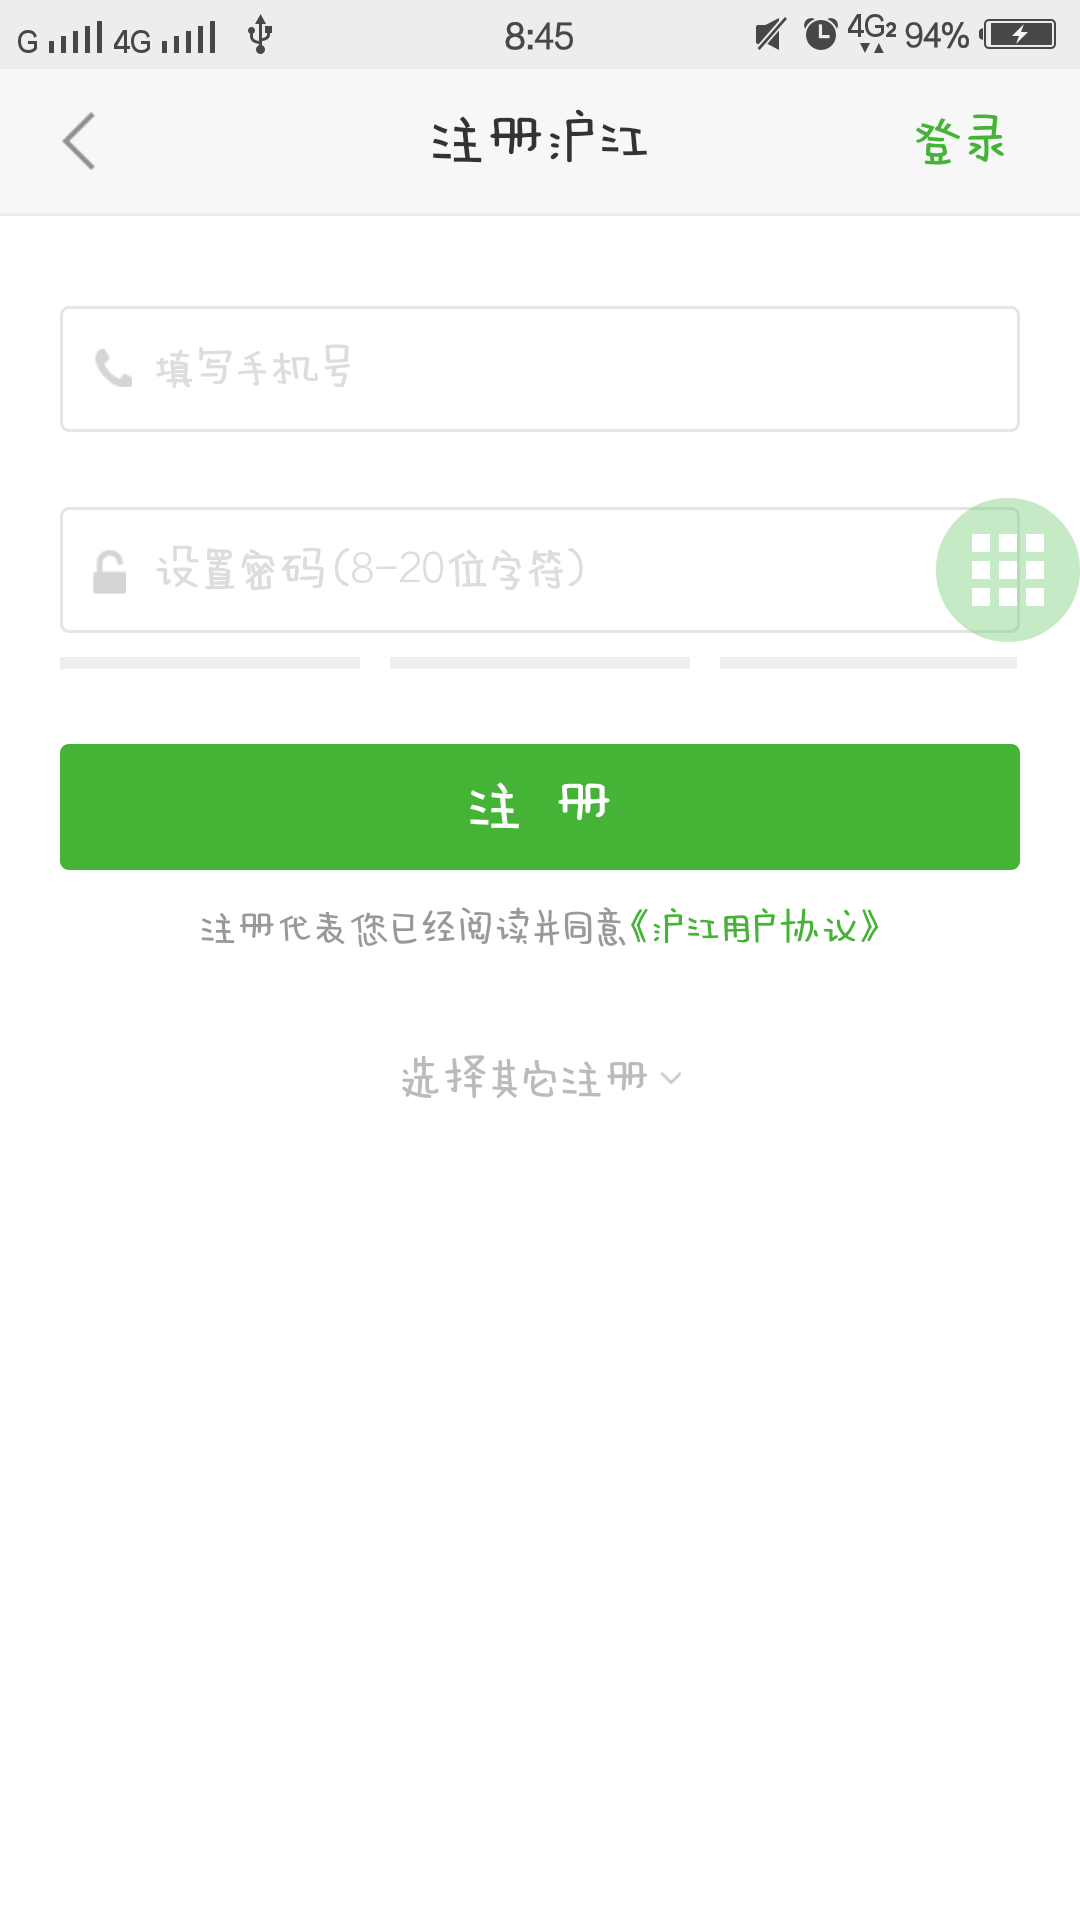 G 4G 8:45 4G2 94%
注册沪江 登录
填写手机号
设置密码(8-20位字符)
注 册
注册代表您已经阅读并同意《沪江用户协议》
选择其它注册